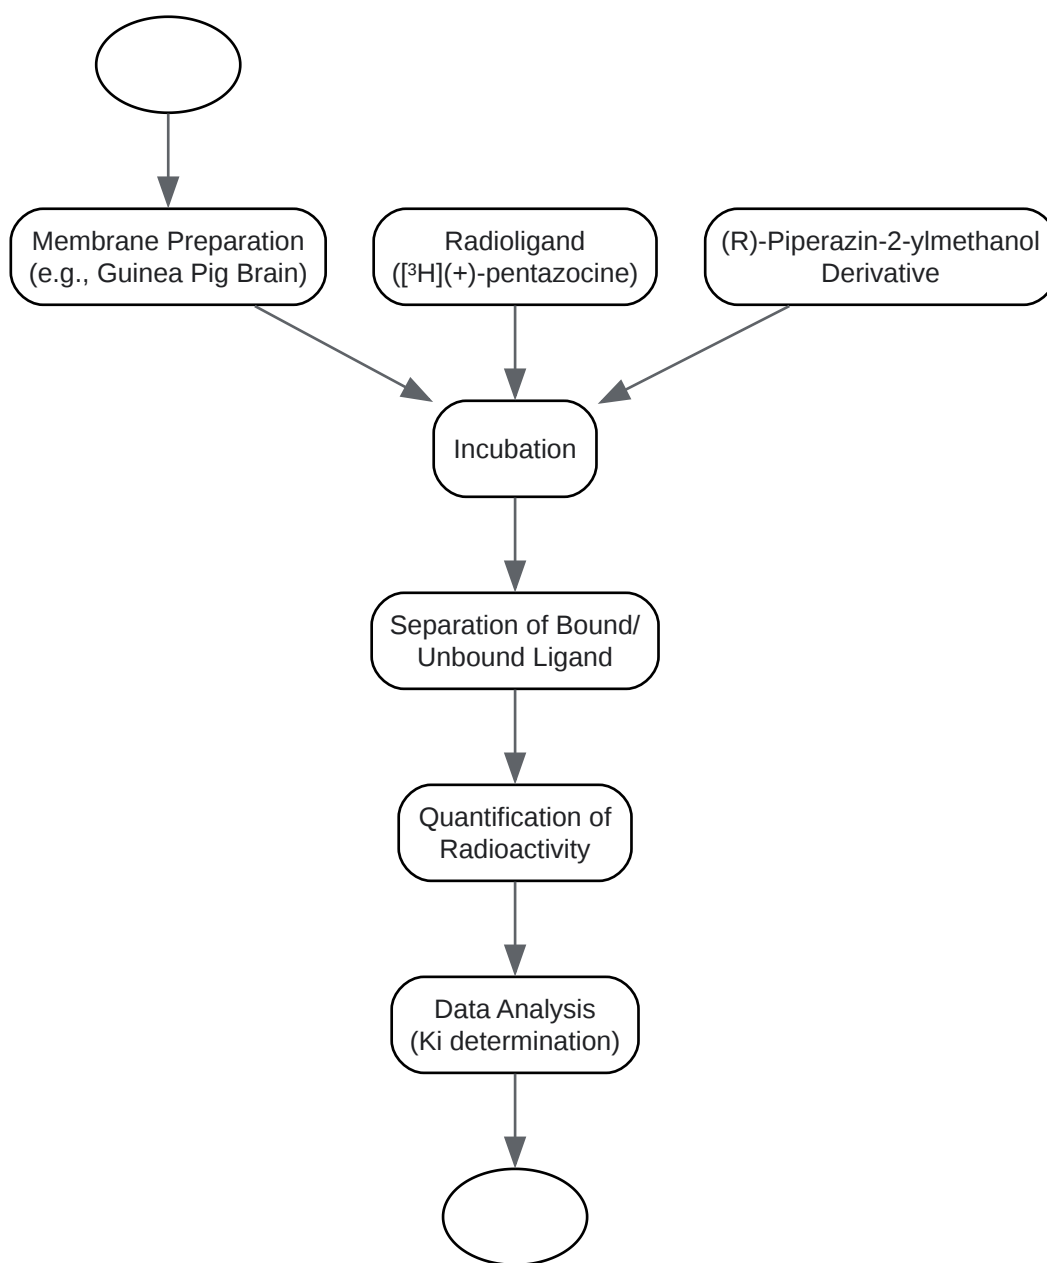 Membrane Preparation
(e.g., Guinea Pig Brain)
Radioligand
([³H](+)-pentazocine)
(R)-Piperazin-2-ylmethanol
Derivative
Incubation
Separation of Bound/
Unbound Ligand
Quantification of
Radioactivity
Data Analysis
(Ki determination)